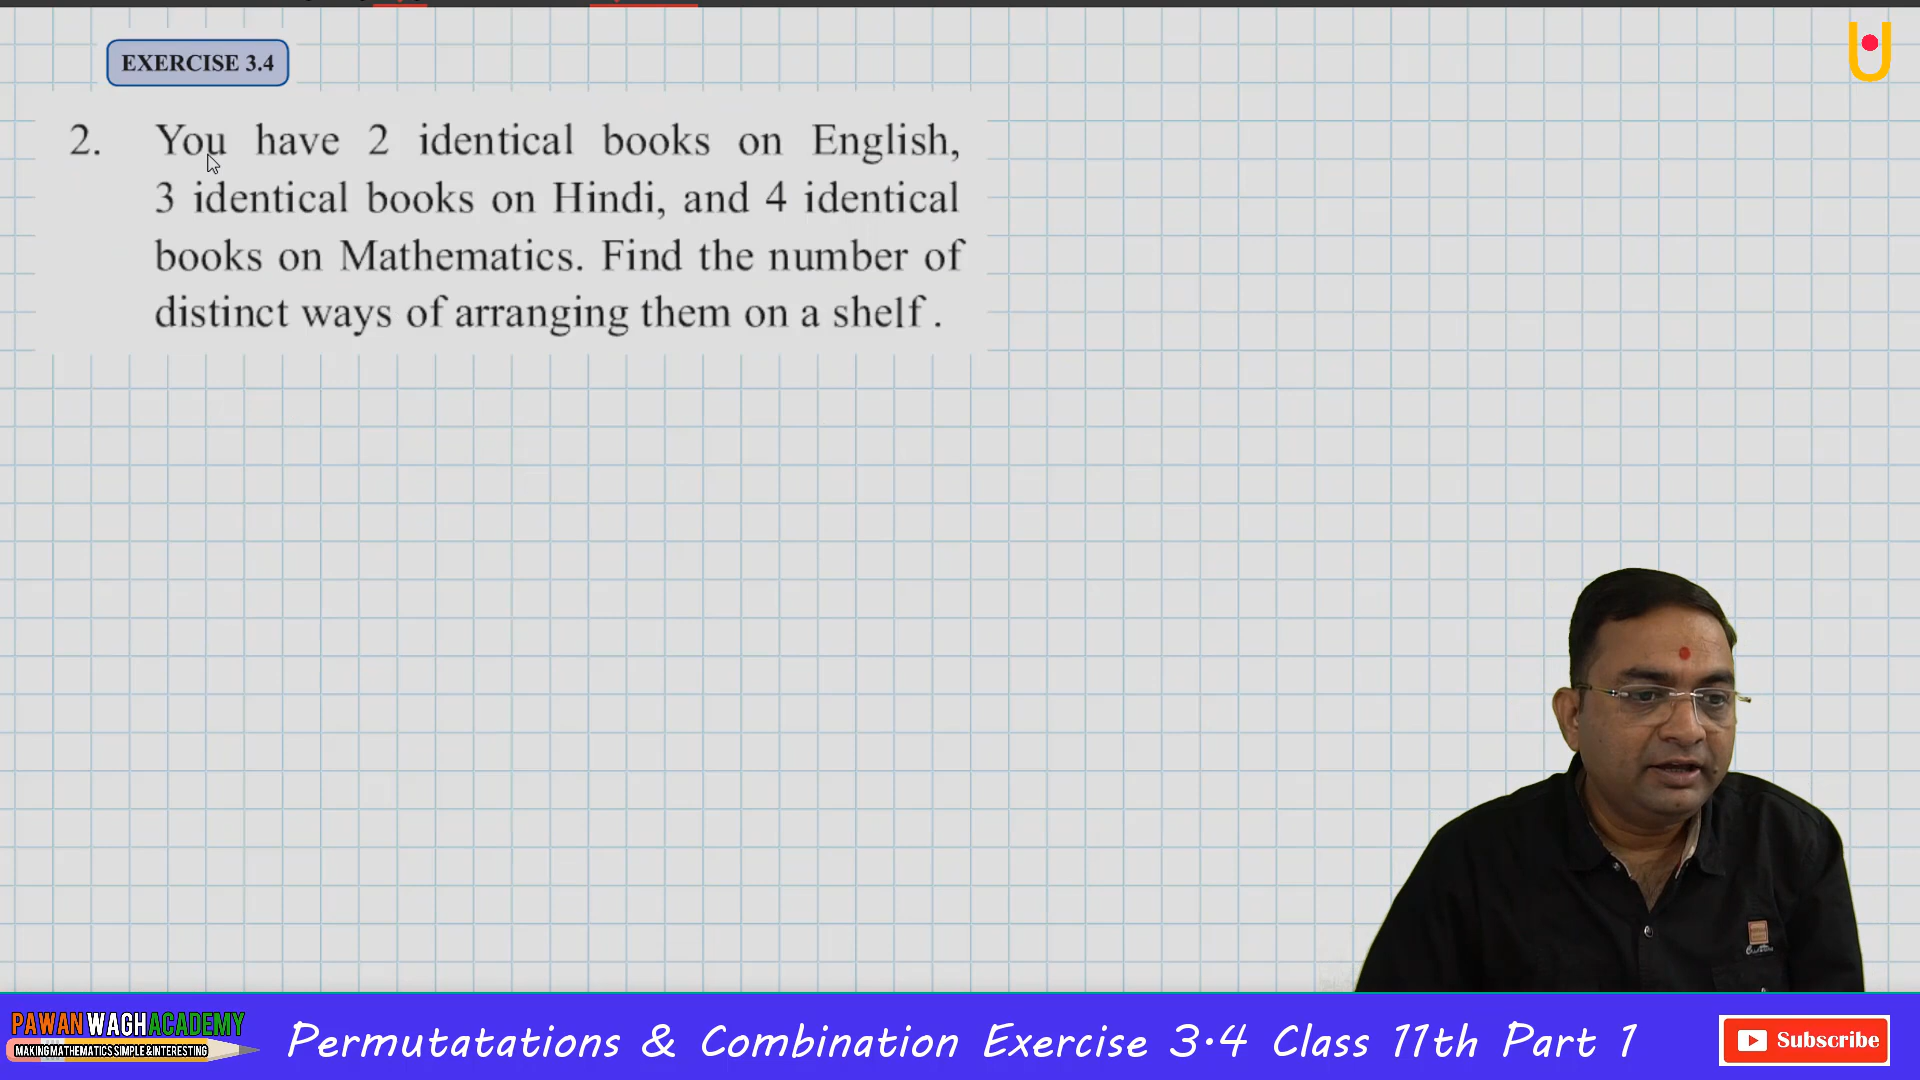 EXERCISE 3.4
2. You have 2 identical books on English,
3 identical books on Hindi, and 4 identical
books on Mathematics. Find the number of
distinct ways of arranging them on a shelf .
PAWAN WAGH ACADEMY
MAKING MATHEMATICS SIMPLE & INTERESTING
Permutatations & Combination Exercise 3.4 Class 11th Part 1
Subscribe